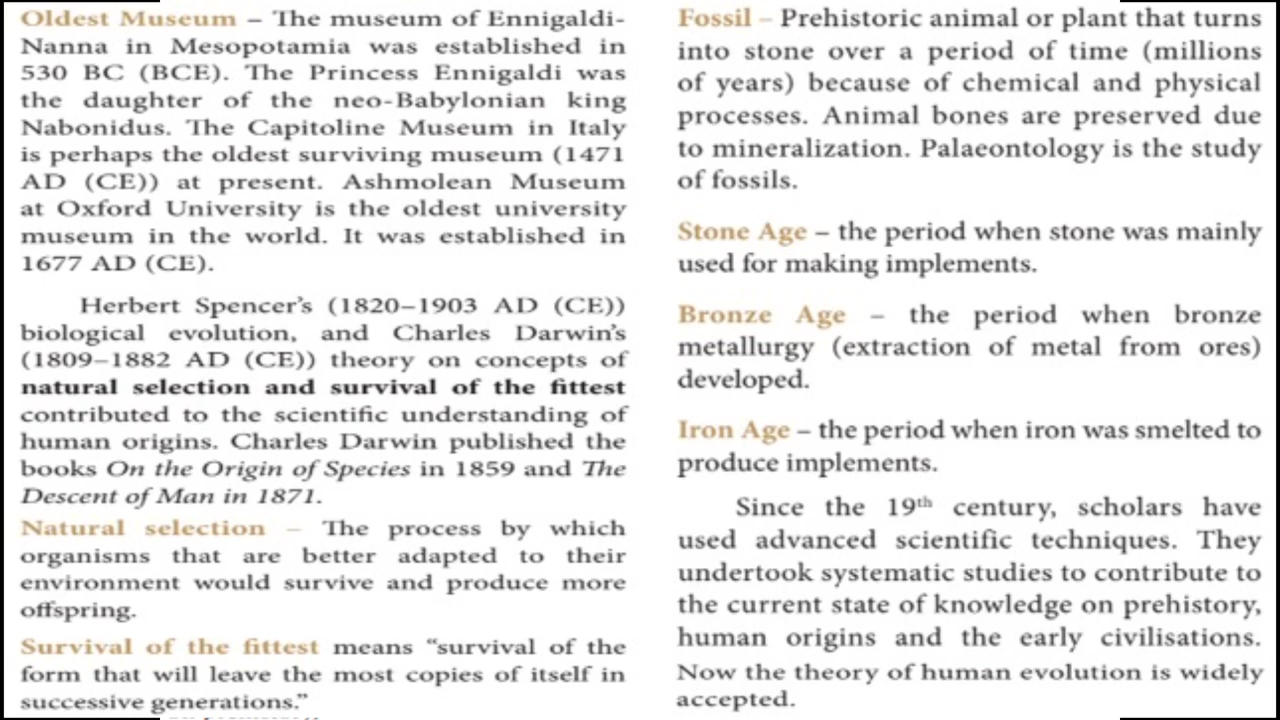 Oldest Museum – The museum of Ennigaldi-
Nanna in Mesopotamia was established in
530 BC (BCE). The Princess Ennigaldi was
the daughter of the neo-Babylonian king
Nabonidus. The Capitoline Museum in Italy
is perhaps the oldest surviving museum (1471
AD (CE)) at present. Ashmolean Museum
at Oxford University is the oldest university
museum in the world. It was established in
1677 AD (CE).
Herbert Spencer's (1820–1903 AD (CE))
biological evolution, and Charles Darwin's
(1809–1882 AD (CE)) theory on concepts of
natural selection and survival of the fittest
contributed to the scientific understanding of
human origins. Charles Darwin published the
books On the Origin of Species in 1859 and The
Descent of Man in 1871.
Natural selection – The process by which
organisms that are better adapted to their
environment would survive and produce more
offspring.
Survival of the fittest means “survival of the
form that will leave the most copies of itself in
successive generations.”
Fossil – Prehistoric animal or plant that turns
into stone over a period of time (millions
of years) because of chemical and physical
processes. Animal bones are preserved due
to mineralization. Palaeontology is the study
of fossils.
Stone Age – the period when stone was mainly
used for making implements.
Bronze Age – the period when bronze
metallurgy (extraction of metal from ores)
developed.
Iron Age – the period when iron was smelted to
produce implements.
Since the 19th century, scholars have
used advanced scientific techniques. They
undertook systematic studies to contribute to
the current state of knowledge on prehistory,
human origins and the early civilisations.
Now the theory of human evolution is widely
accepted.